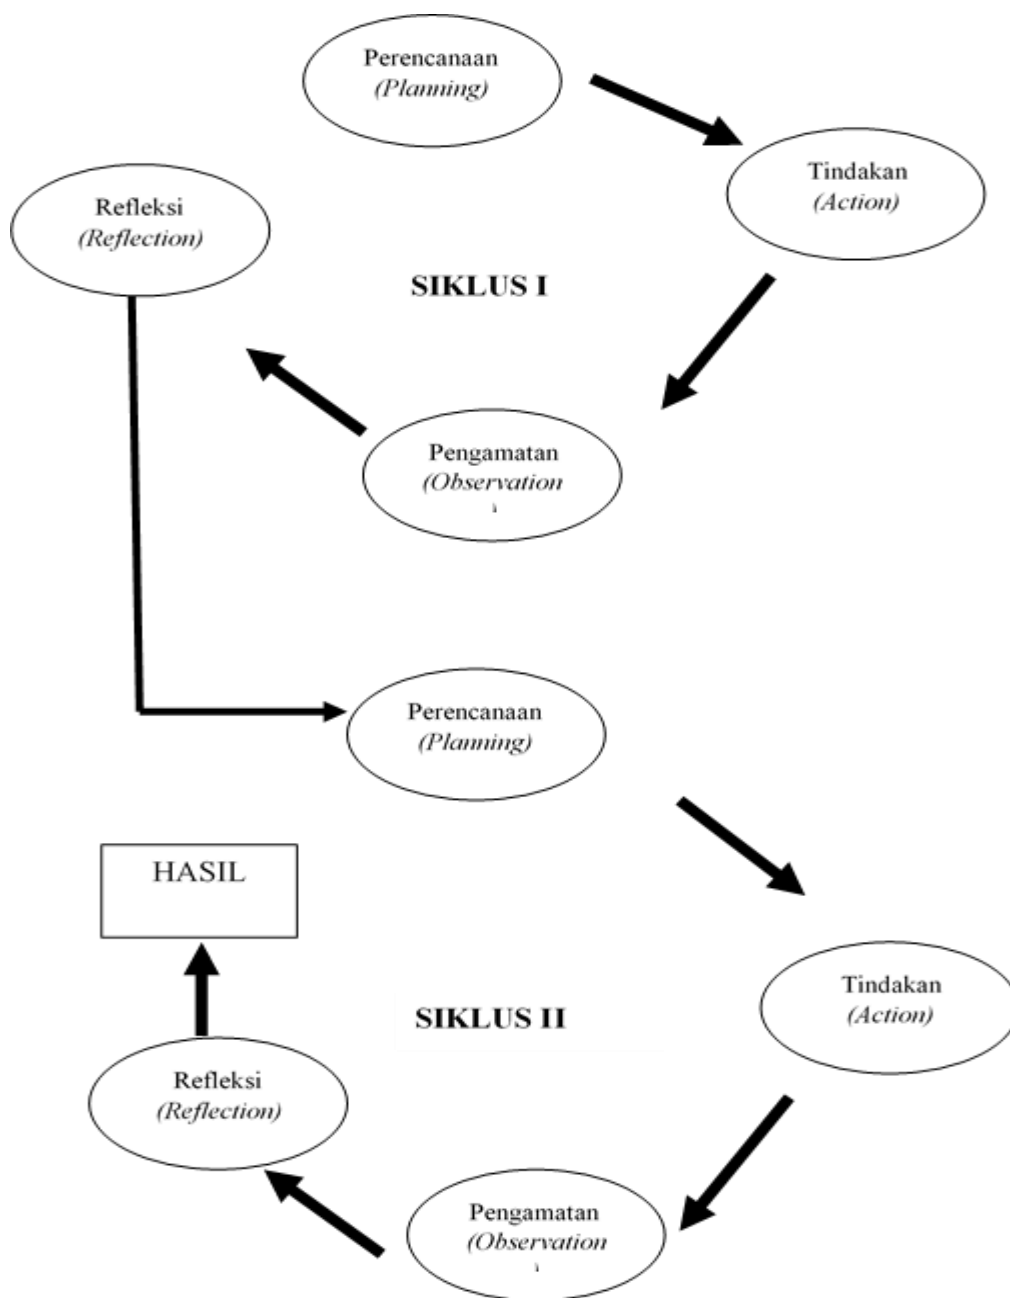 Perencanaan
(Planning)
Tindakan
(Action)
Refleksi
(Reflection)
SIKLUS I
Pengamatan
(Observation
)
Perencanaan
(Planning)
HASIL
Tindakan
(Action)
SIKLUS II
Refleksi
(Reflection)
Pengamatan
(Observation
)